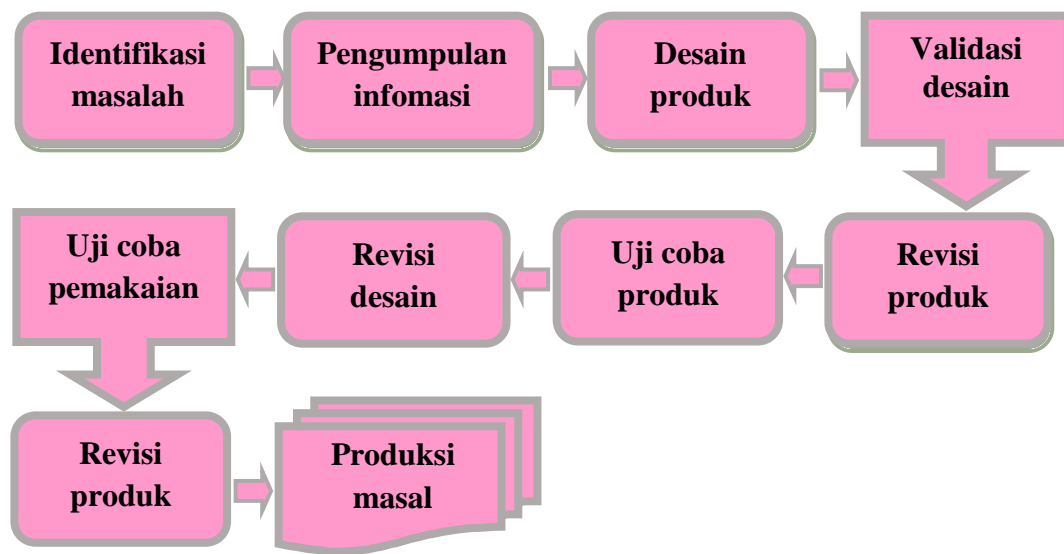 Identifikasi
masalah
Pengumpulan
infomasi
Desain
produk
Validasi
desain
Revisi
produk
Uji coba
produk
Revisi
desain
Uji coba
pemakaian
Revisi
produk
Produksi
masal